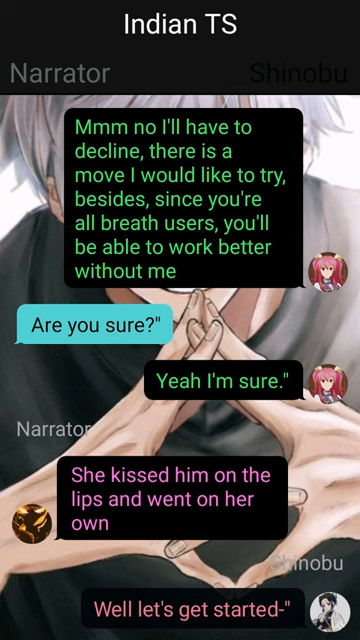 Indian TS
Narrator
Shinobu
Mmm no I'll have to
decline, there is a
move I would like to try,
besides, since you're
all breath users, you'll
be able to work better
without me
Are you sure?"
Yeah I'm sure."
Narrator
She kissed him on the
lips and went on her
own
Shinobu
Well let's get started-"